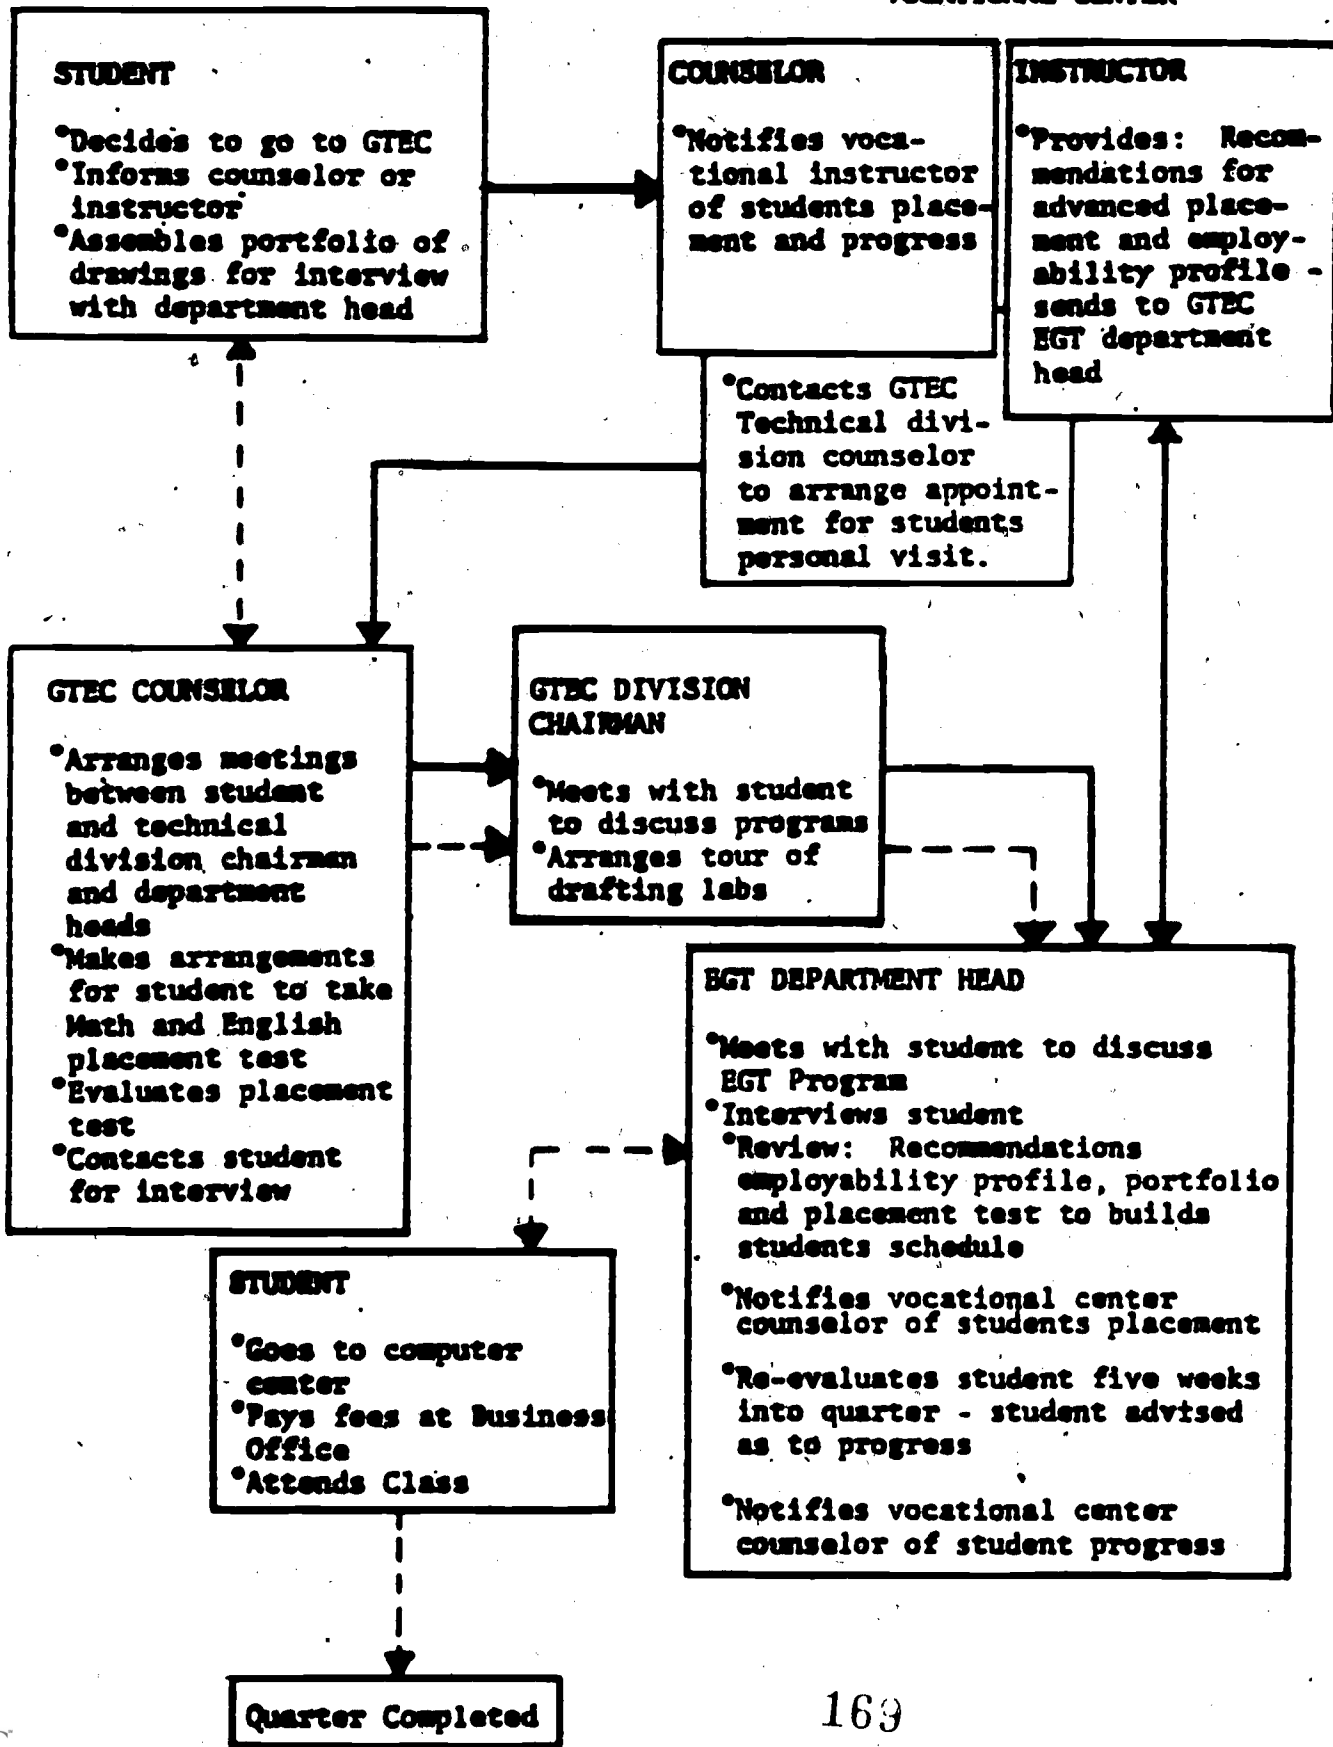 STUDENT
•Decides to go to GTEC
•Informs counselor or
instructor
•Assembles portfolio of
drawings for interview
with department head
COUNSELOR
•Notifies voca-
tional instructor
of students place-
ment and progress
INSTRUCTOR
•Provides: Recom-
mendations for
advanced place-
ment and employ-
ability profile -
sends to GTEC
EGT department
head
•Contacts GTEC
Technical divi-
sion counselor
to arrange appoint-
ment for students
personal visit.
GTEC COUNSELOR
•Arranges meetings
between student
and technical
division chairman
and department
heads
•Makes arrangements
for student to take
Math and English
placement test
•Evaluates placement
test
•Contacts student
for interview
GTEC DIVISION
CHAIRMAN
•Meets with student
to discuss programs
•Arranges tour of
drafting labs
EGT DEPARTMENT HEAD
•Meets with student to discuss
EGT Program
•Interviews student
•Review: Recommendations
employability profile, portfolio
and placement test to builds
students schedule
•Notifies vocational center
counselor of students placement
•Re-evaluates student five weeks
into quarter - student advised
as to progress
•Notifies vocational center
counselor of student progress
STUDENT
•Goes to computer
center
•Pays fees at Business
Office
•Attends Class
Quarter Completed
169